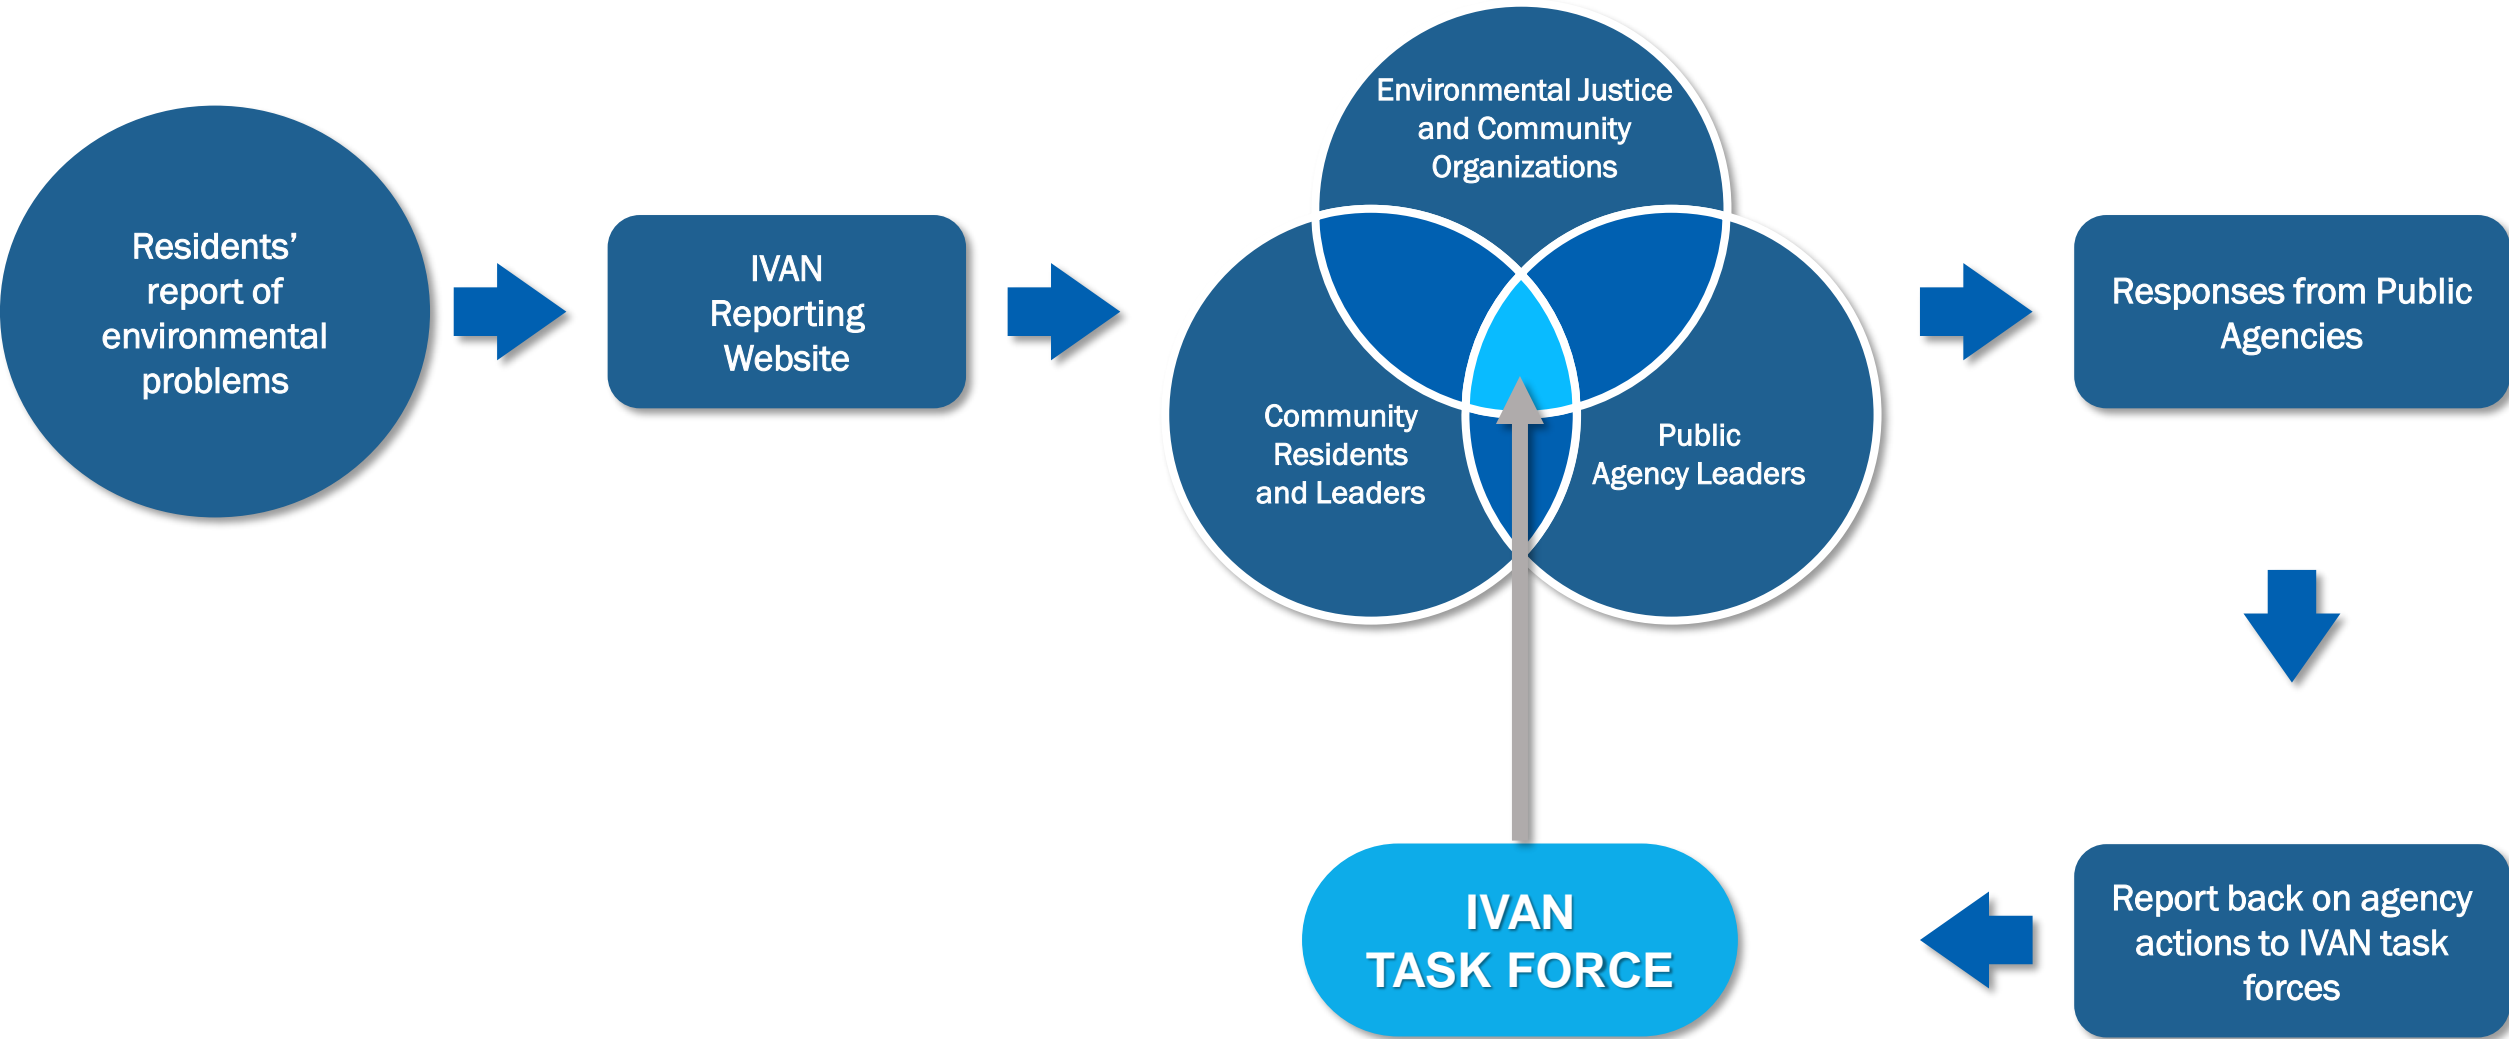 Residents’
report of
environmental
problems
IVAN
Reporting
Website
Environmental Justice
and Community
Organizations
Community
Residents
and Leaders
Public
Agency Leaders
Responses from Public
Agencies
Report back on agency
actions to IVAN task
forces
IVAN
TASK FORCE